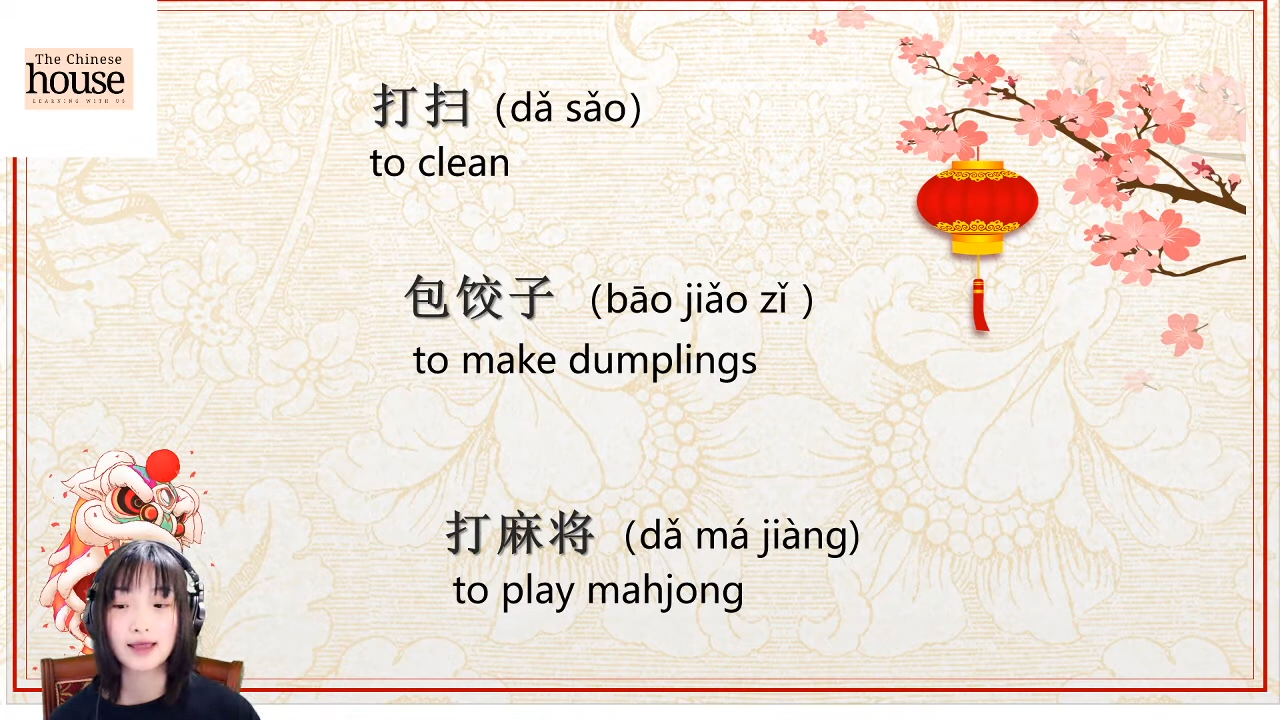 The Chinese
house
LEARNING WITH US
打扫 （dǎ sǎo）
to clean
包饺子 （bāo jiǎo zǐ ）
to make dumplings
打麻将 （dǎ má jiàng)
to play mahjong